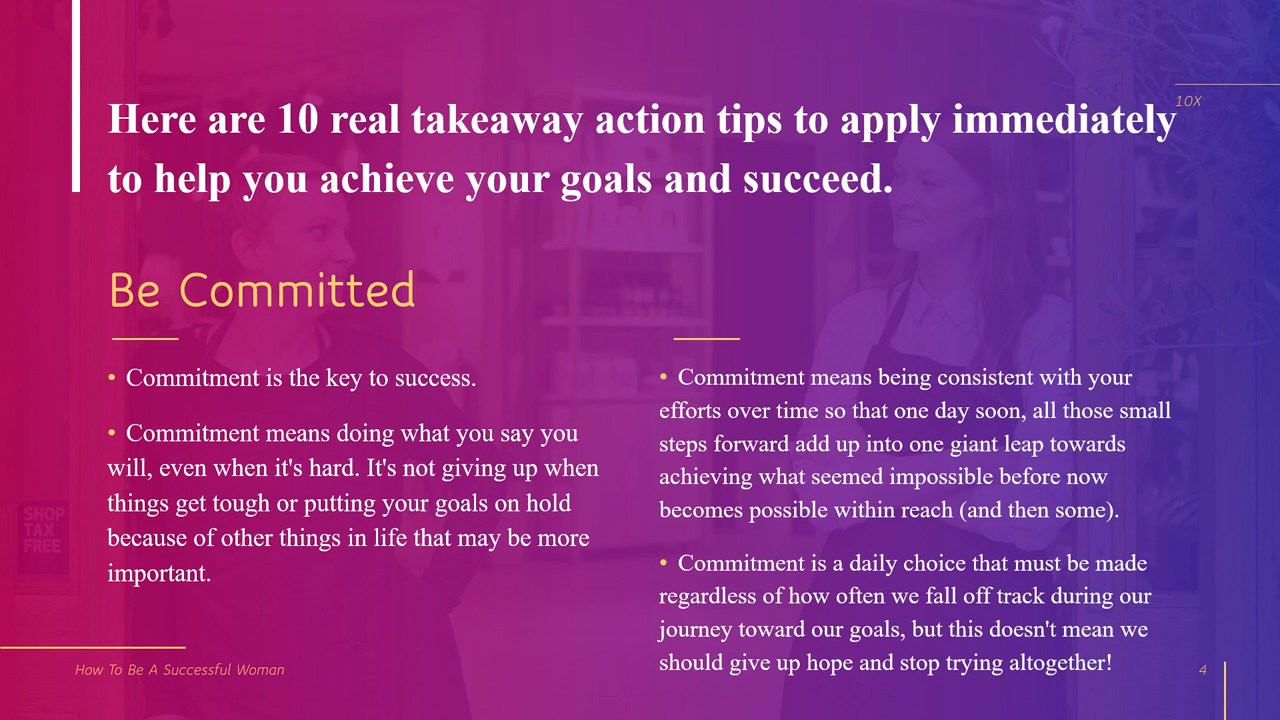 10X
Here are 10 real takeaway action tips to apply immediately
to help you achieve your goals and succeed.
Be Committed
• Commitment is the key to success.
• Commitment means doing what you say you
will, even when it's hard. It's not giving up when
things get tough or putting your goals on hold
because of other things in life that may be more
important.
• Commitment means being consistent with your
efforts over time so that one day soon, all those small
steps forward add up into one giant leap towards
achieving what seemed impossible before now
becomes possible within reach (and then some).
• Commitment is a daily choice that must be made
regardless of how often we fall off track during our
journey toward our goals, but this doesn't mean we
should give up hope and stop trying altogether!
SHOP
TAX
FREE
How To Be A Successful Woman
4